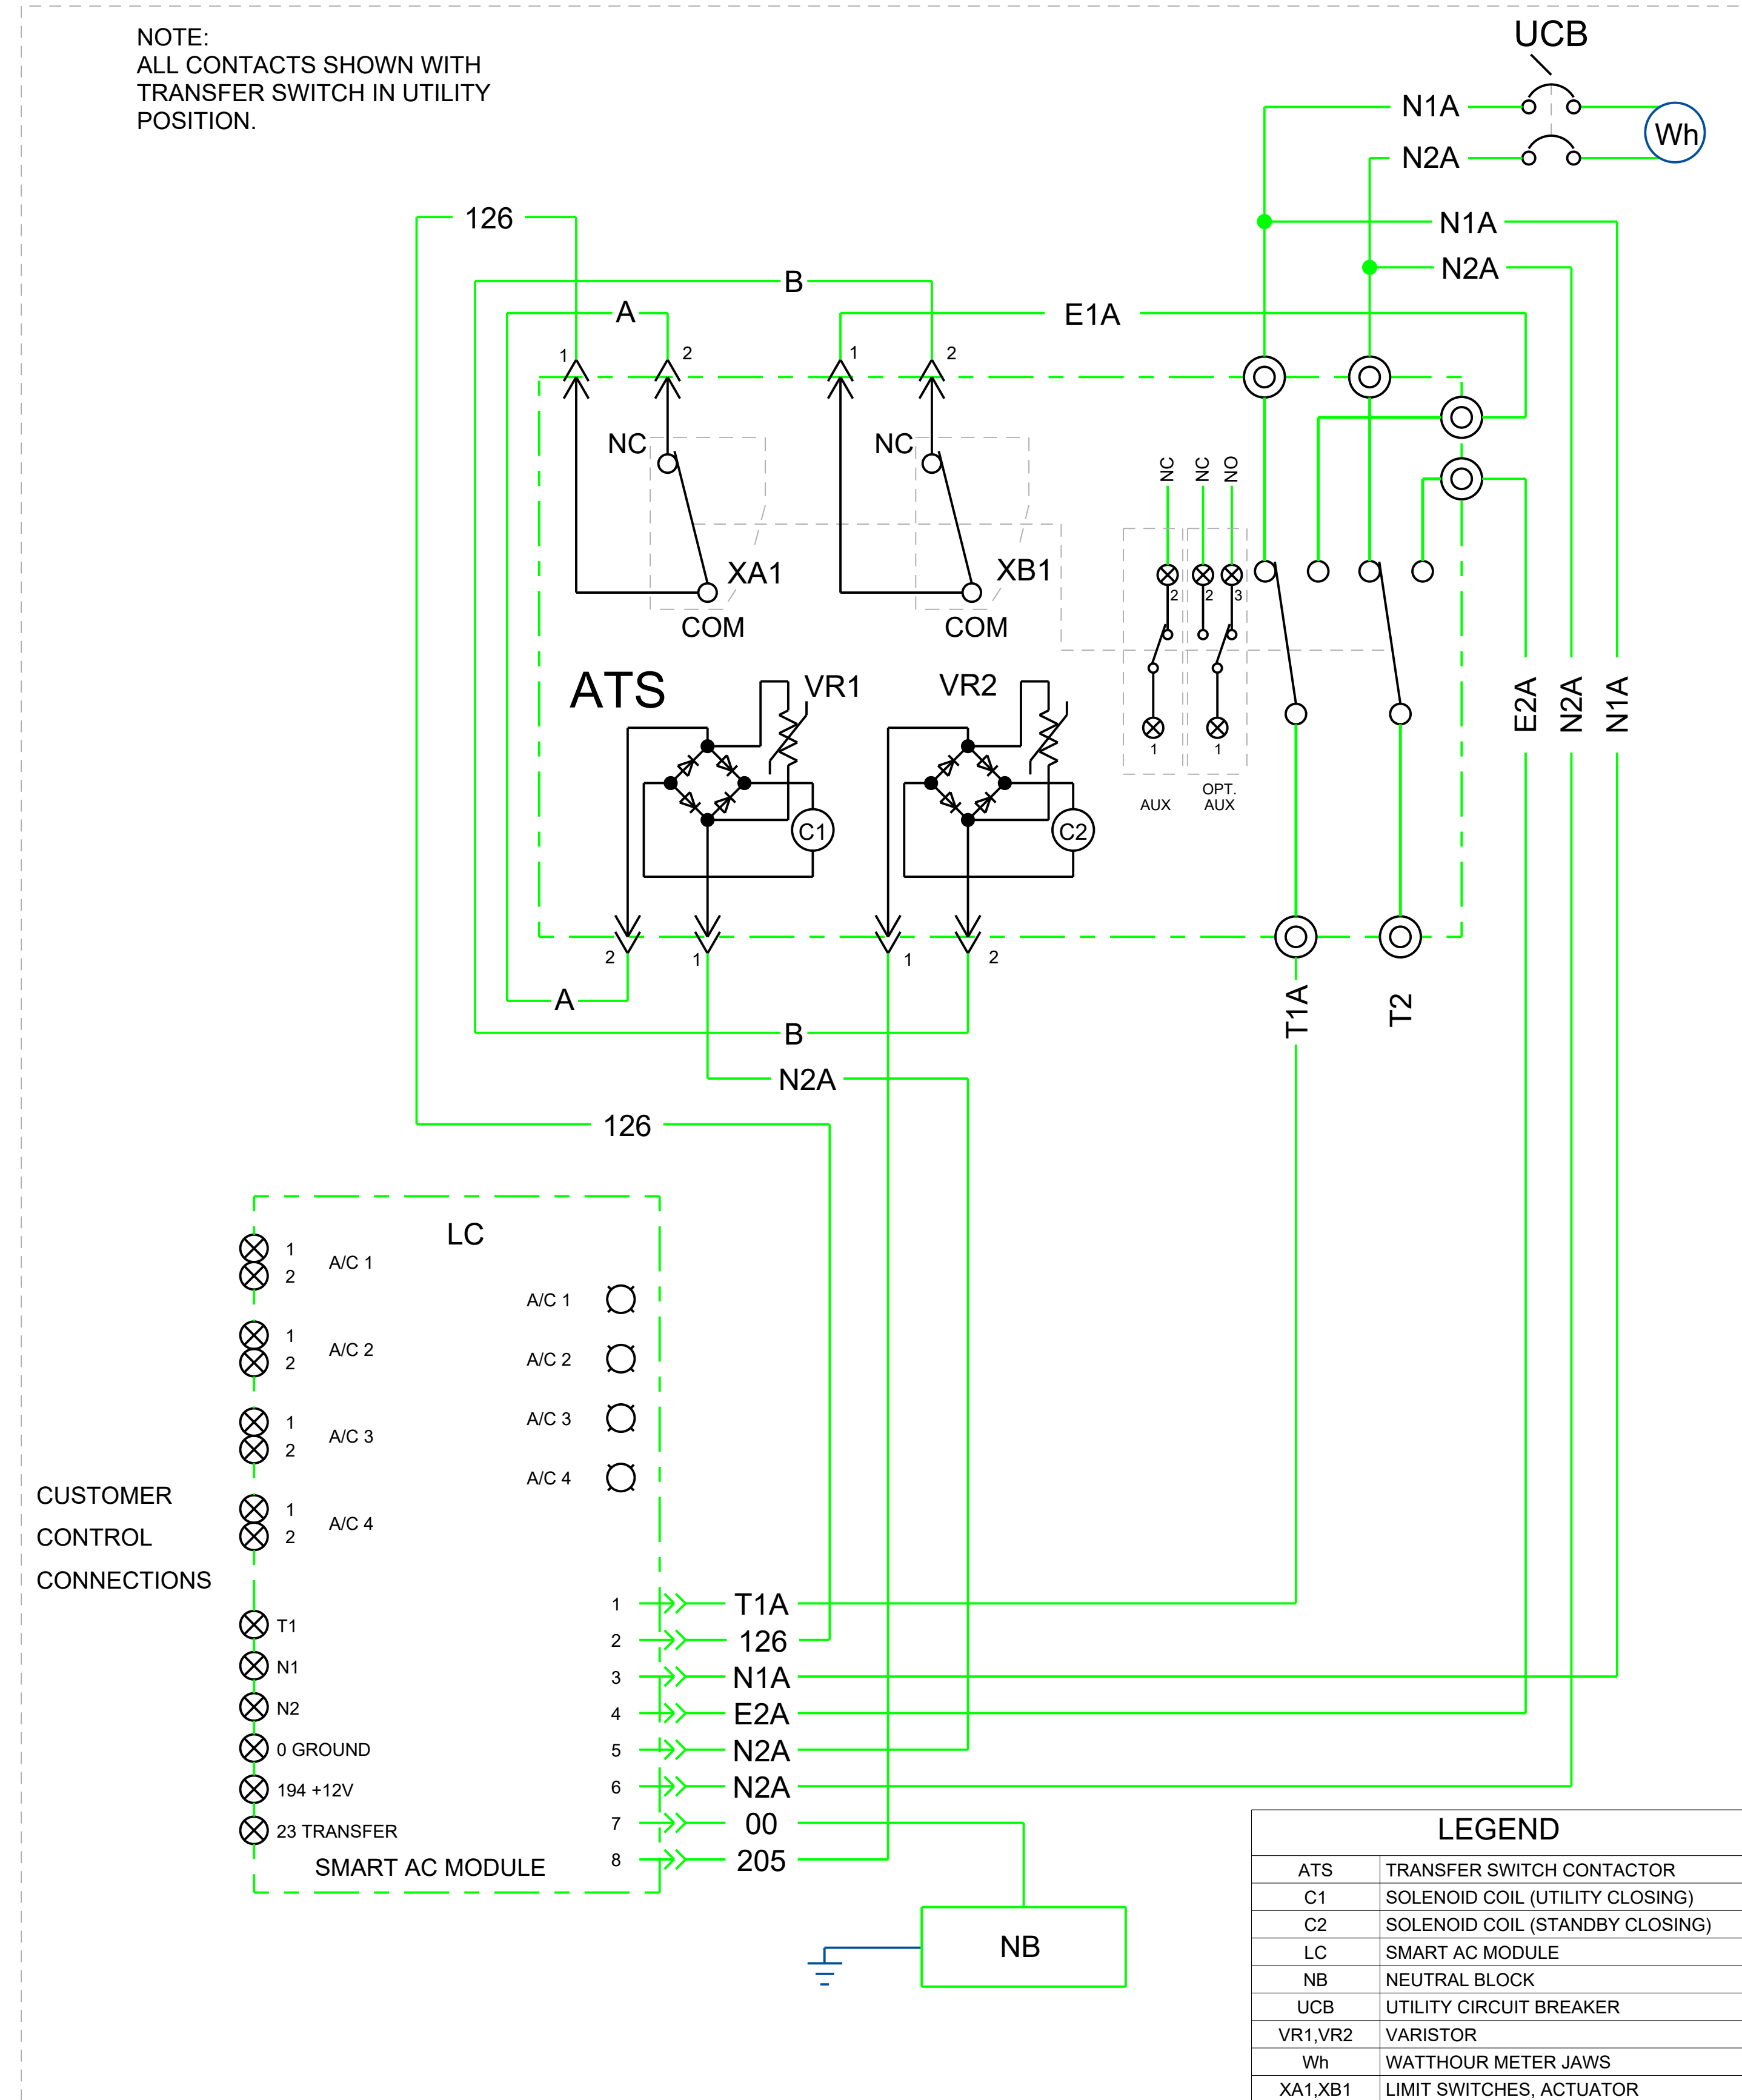 NOTE:
ALL CONTACTS SHOWN WITH
TRANSFER SWITCH IN UTILITY
POSITION.
UCB
N1A
Wh
N2A
126
N1A
N2A
B
A
E1A
1
2
1
2
NC
NC
NC
NC
NO
XA1
XB1
2
2
3
COM
COM
ATS
VR1
VR2
E2A
N2A
N1A
1
1
OPT.
AUX
AUX
C1
C2
2
1
1
2
A
T1A
T2
B
N2A
126
LC
1
2
A/C 1
A/C 1
1
2
A/C 2
A/C 2
1
2
A/C 3
A/C 3
1
2
A/C 4
A/C 4
CUSTOMER
CONTROL
CONNECTIONS
T1
N1
N2
0 GROUND
194 +12V
23 TRANSFER
SMART AC MODULE
1 T1A
2 126
3 N1A
4 E2A
5 N2A
6 N2A
7 00
8 205
NB
LEGEND
ATS TRANSFER SWITCH CONTACTOR
C1 SOLENOID COIL (UTILITY CLOSING)
C2 SOLENOID COIL (STANDBY CLOSING)
LC SMART AC MODULE
NB NEUTRAL BLOCK
UCB UTILITY CIRCUIT BREAKER
VR1,VR2 VARISTOR
Wh WATTHOUR METER JAWS
XA1,XB1 LIMIT SWITCHES, ACTUATOR